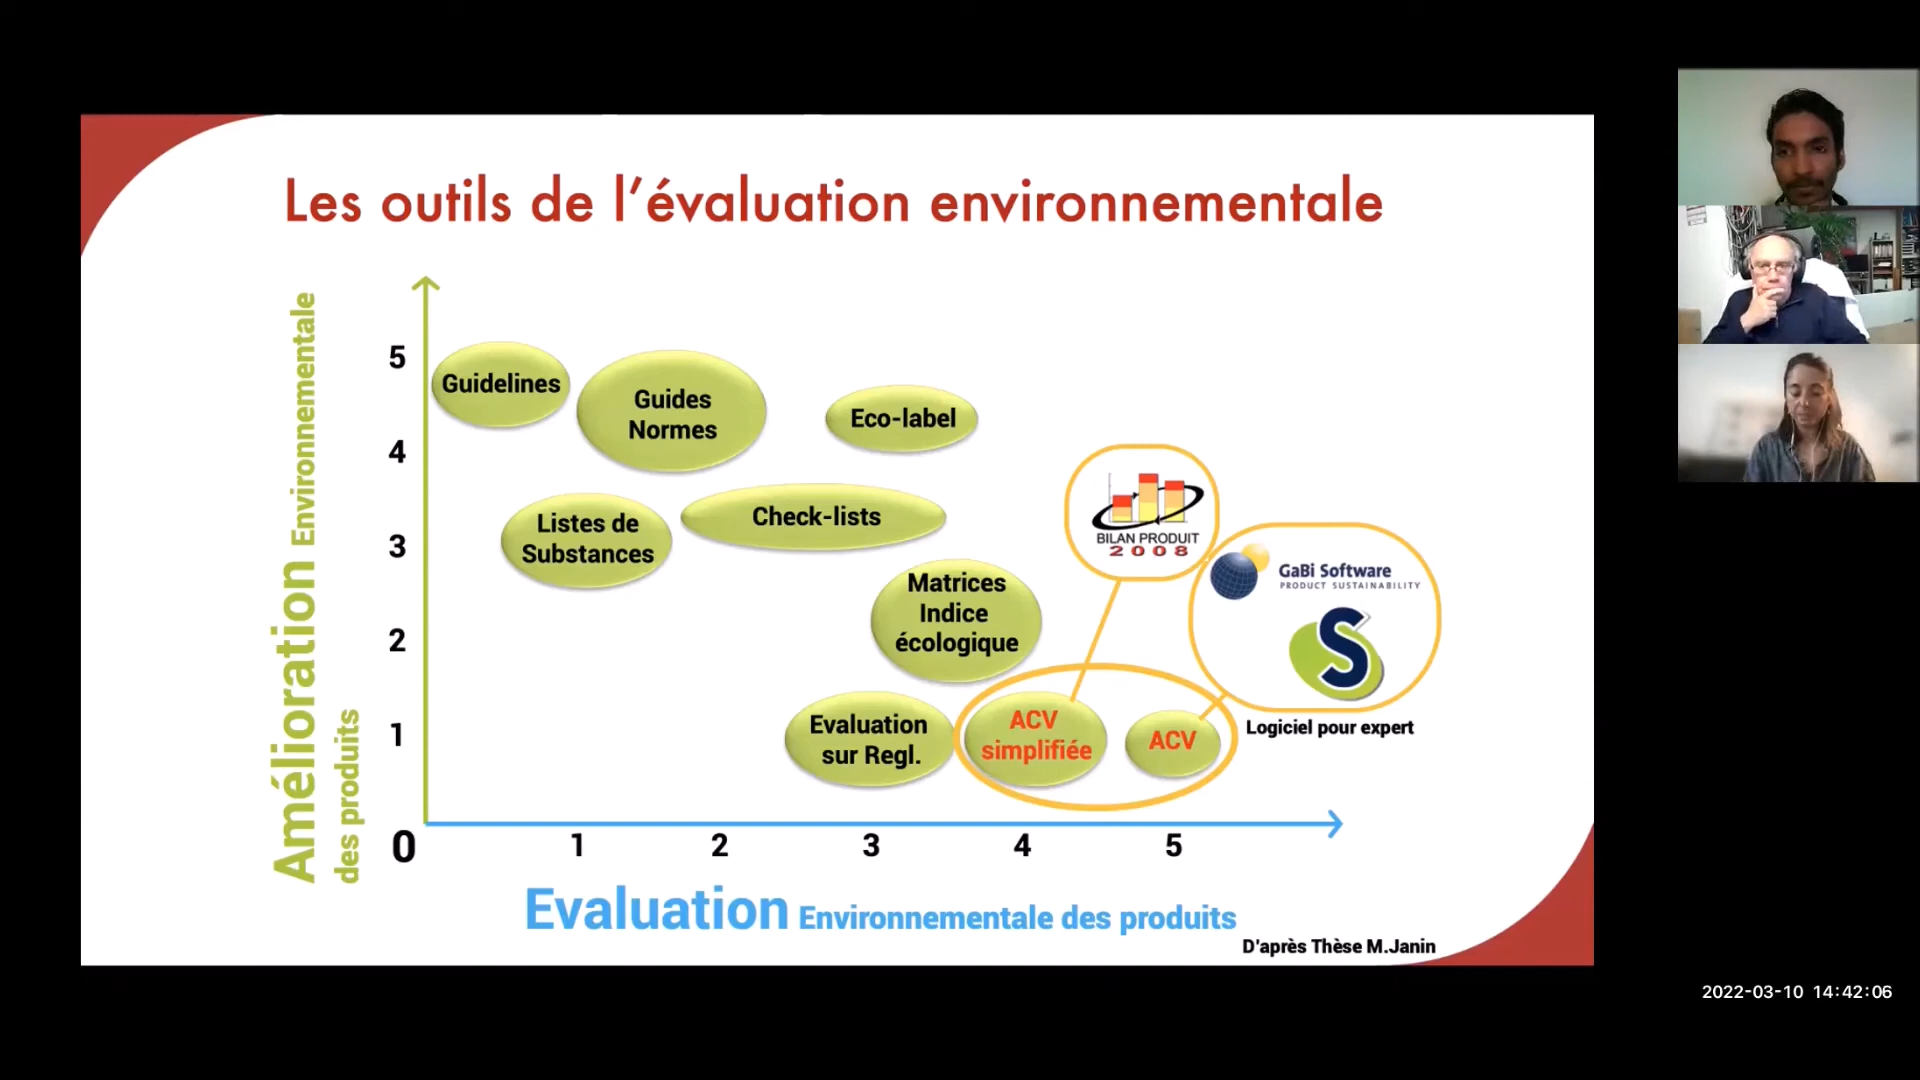 Les outils de l'évaluation environnementale
Amélioration Environnementale
des produits
5
4
3
2
1
0
Guidelines
Guides
Normes
Eco-label
Listes de
Substances
Check-lists
Matrices
Indice
écologique
BILAN PRODUIT
2008
GaBi Software
PRODUCT SUSTAINABILITY
S
Evaluation
sur Regl.
ACV
simplifiée
ACV
Logiciel pour expert
1 2 3 4 5
Evaluation Environnementale des produits
D'après Thèse M.Janin
2022-03-10 14:42:06